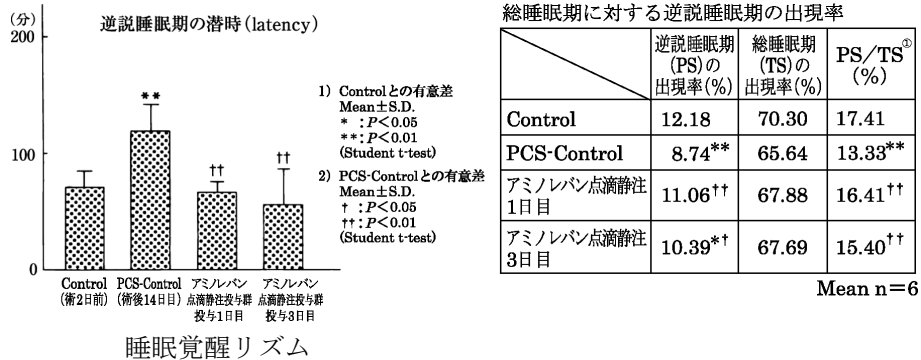 (分)
逆説睡眠期の潜時(latency)
200
100
0
**
††
††
1) Controlとの有意差
Mean±S.D.
* :P<0.05
**:P<0.01
(Student t-test)
2) PCS-Controlとの有意差
Mean±S.D.
† :P<0.05
††:P<0.01
(Student t-test)
Control
(術2日前)
PCS-Control
(術後14日目)
アミノレバン
点滴静注投与群
投与1日目
アミノレバン
点滴静注投与群
投与3日目
睡眠覚醒リズム
総睡眠期に対する逆説睡眠期の出現率
逆説睡眠期
(PS)の
出現率(%)
総睡眠期
(TS)の
出現率(%)
PS/TS①
(%)
Control 12.18 70.30 17.41
PCS-Control 8.74** 65.64 13.33**
アミノレバン点滴静注
1日目 11.06†† 67.88 16.41††
アミノレバン点滴静注
3日目 10.39*† 67.69 15.40††
Mean n=6